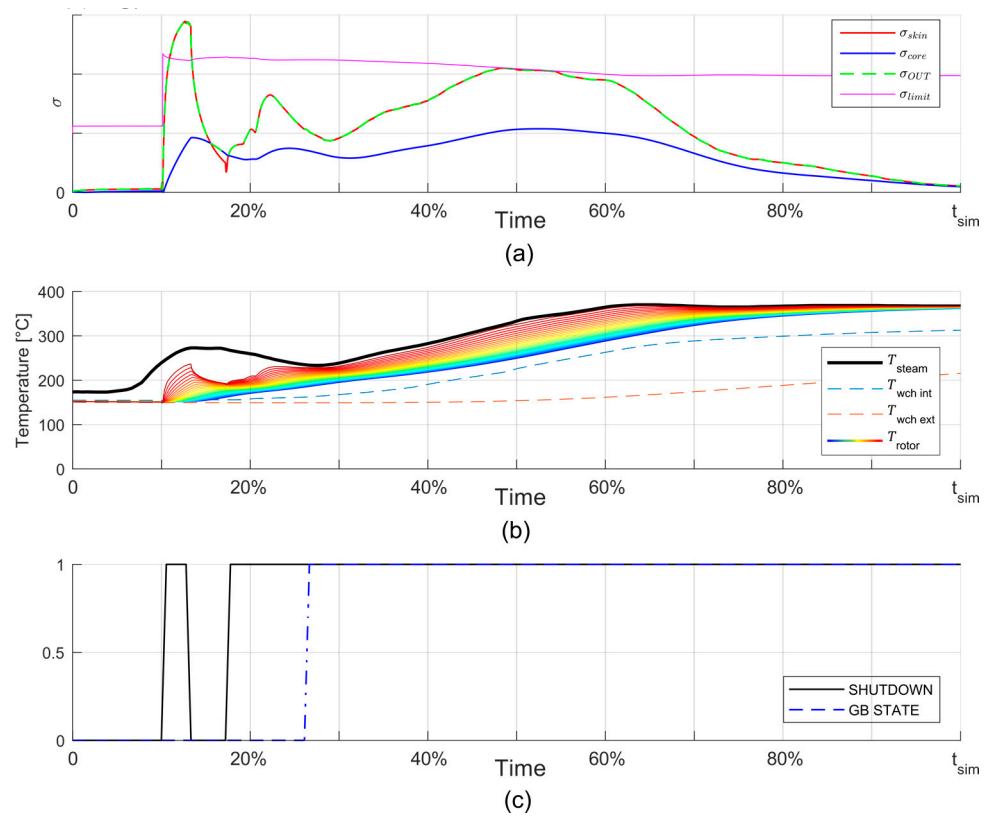 σ
0
σskin
σcore
σOUT
σlimit
0 20% 40% 60% 80% tsim
Time
(a)
Temperature [°C]
400
300
200
100
0
Tsteam
Twch int
Twch ext
Trotor
0 20% 40% 60% 80% tsim
Time
(b)
1
0.5
0
SHUTDOWN
GB STATE
0 20% 40% 60% 80% tsim
Time
(c)